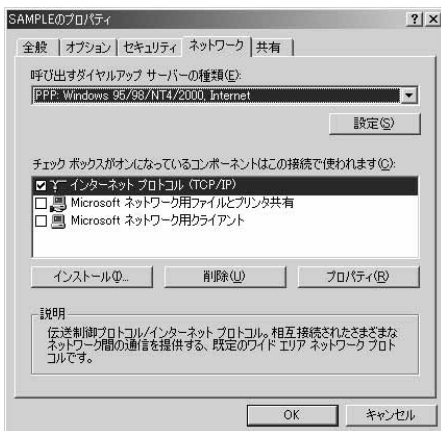 SAMPLEのプロパティ
全般 オプション セキュリティ ネットワーク 共有
呼び出すダイヤルアップ サーバーの種類(E):
PPP: Windows 95/98/NT4/2000, Internet
設定(S)
チェック ボックスがオンになっているコンポーネントはこの接続で使われます(C):
インターネット プロトコル (TCP/IP)
Microsoft ネットワーク用ファイルとプリンタ共有
Microsoft ネットワーク用クライアント
インストール(I)... 削除(U) プロパティ(R)
説明
伝送制御プロトコル/インターネット プロトコル。相互接続されたさまざまな
ネットワーク間の通信を提供する、既定のワイド エリア ネットワーク プロト
コルです。
OK キャンセル